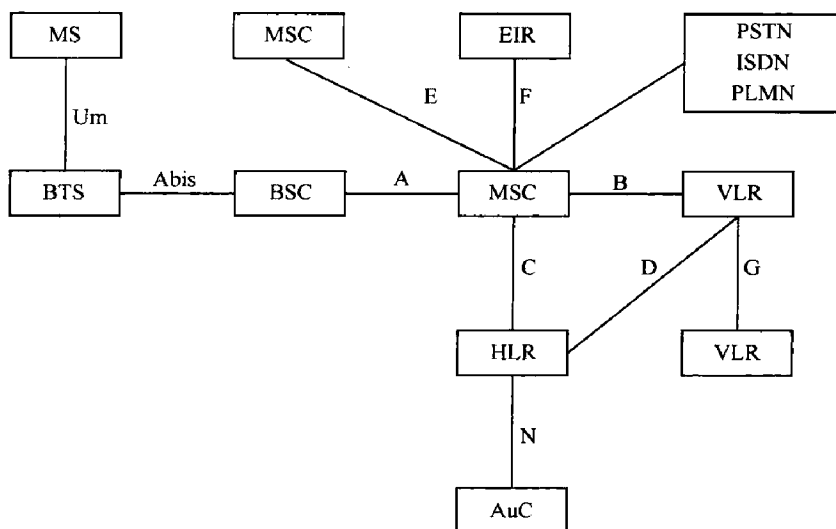 MS
MSC
EIR
PSTN
ISDN
PLMN
E
F
Um
BTS
Abis
BSC
A
MSC
B
VLR
C
D
G
HLR
VLR
N
AuC